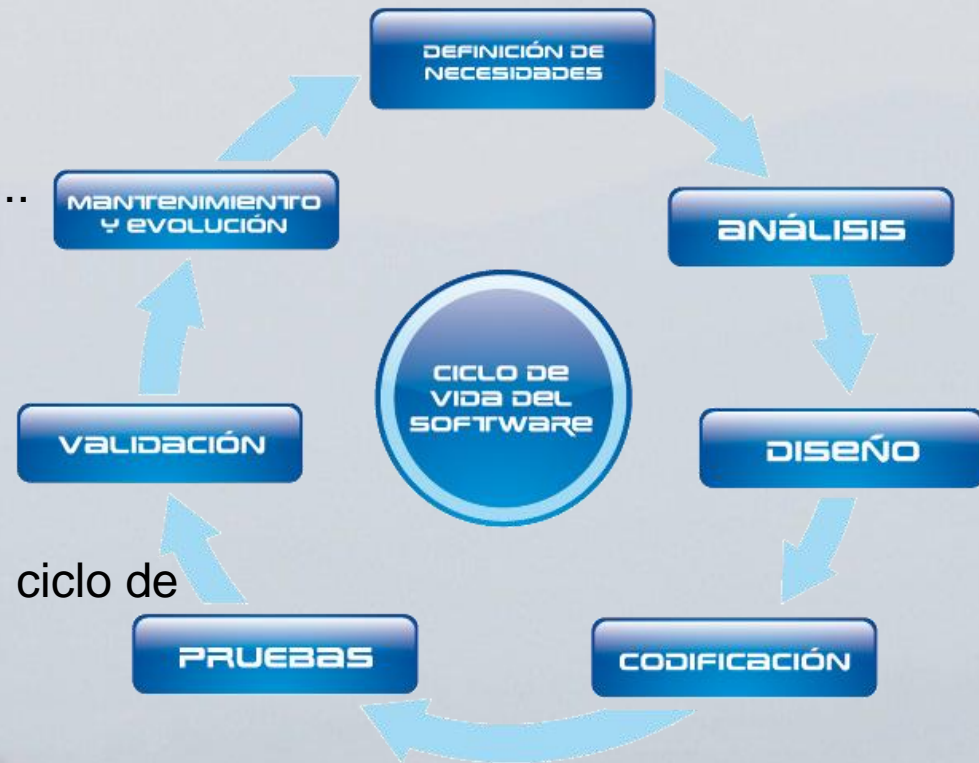 DEFINICIÓN DE
NECESIDADES
..
MANTENIMIENTO
Y EVOLUCIÓN
ANÁLISIS
CICLO DE
VIDA DEL
SOFTWARE
VALIDACIÓN
DISEÑO
ciclo de
PRUEBAS
CODIFICACIÓN